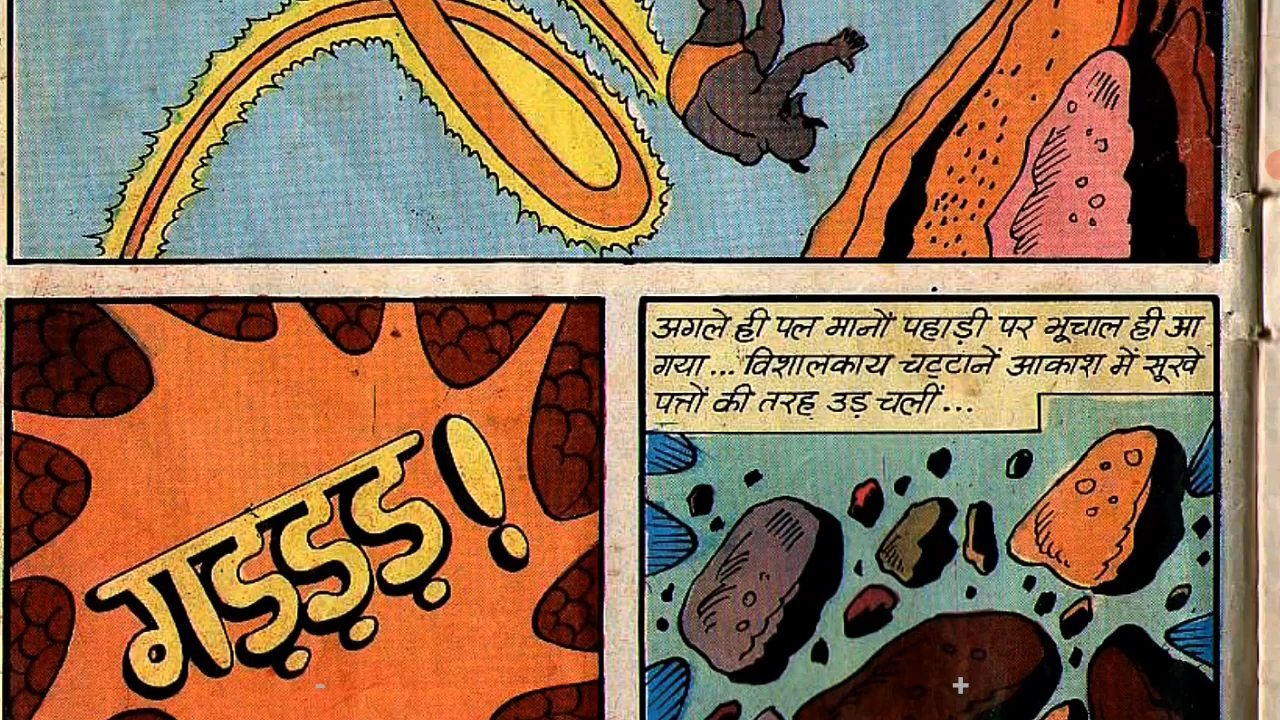 गड़ड़ड़!
अगले ही पल मानों पहाड़ी पर भूचाल ही आ
गया... विशालकाय चट्टानें आकाश में सूखे
पत्तों की तरह उड़ चलीं...